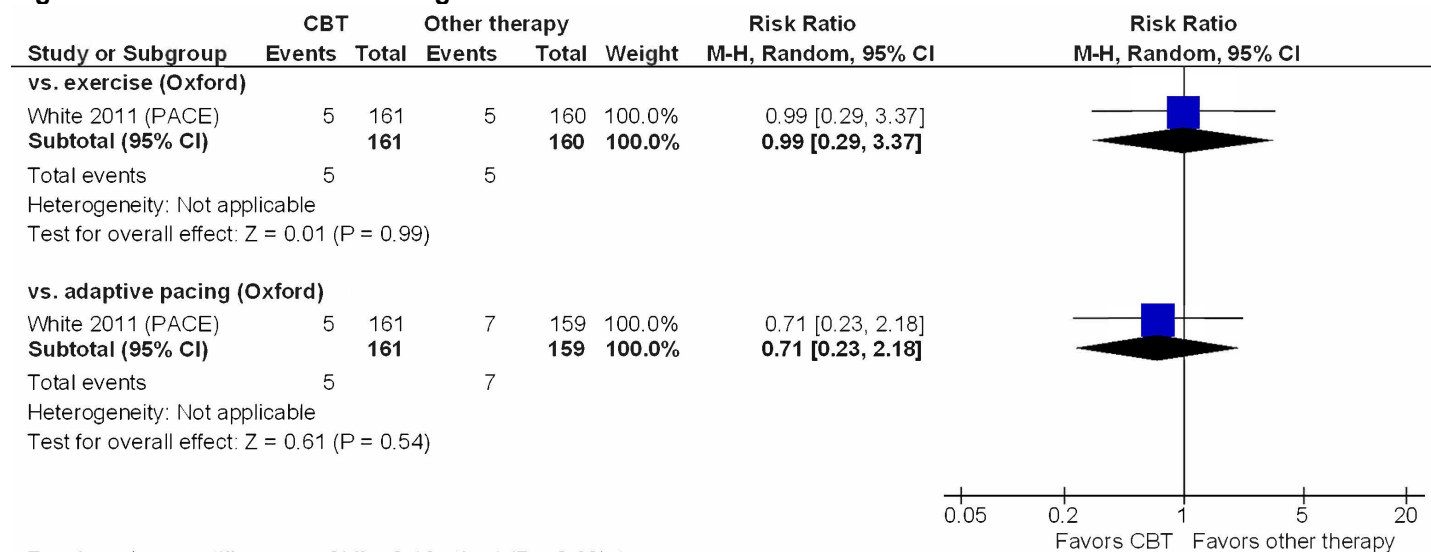 CBT Other therapy Risk Ratio Risk Ratio
Study or Subgroup Events Total Events Total Weight M-H, Random, 95% CI M-H, Random, 95% CI
vs. exercise (Oxford)
White 2011 (PACE) 5 161 5 160 100.0% 0.99 [0.29, 3.37]
Subtotal (95% CI) 161 160 100.0% 0.99 [0.29, 3.37]
Total events 5 5
Heterogeneity: Not applicable
Test for overall effect: Z = 0.01 (P = 0.99)
vs. adaptive pacing (Oxford)
White 2011 (PACE) 5 161 7 159 100.0% 0.71 [0.23, 2.18]
Subtotal (95% CI) 161 159 100.0% 0.71 [0.23, 2.18]
Total events 5 7
Heterogeneity: Not applicable
Test for overall effect: Z = 0.61 (P = 0.54)
0.05 0.2 1 5 20
Favors CBT Favors other therapy